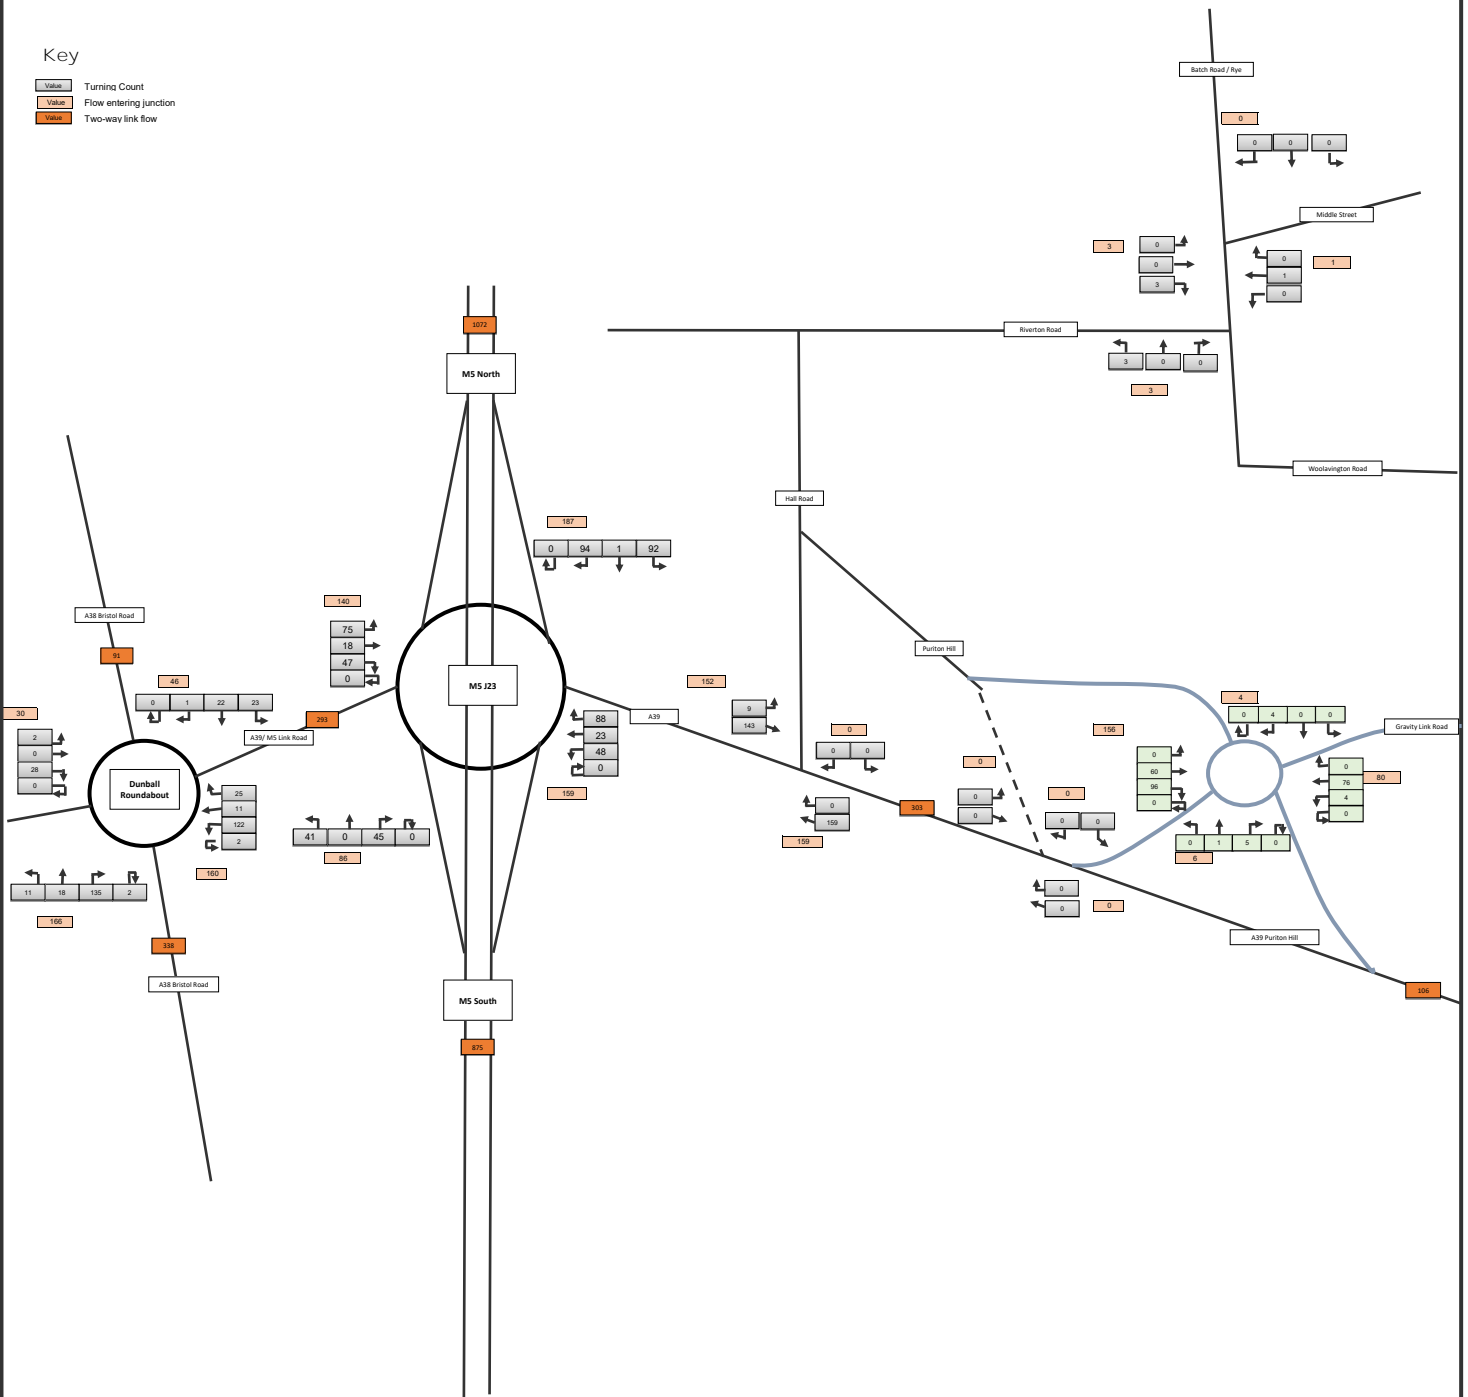 Key
Value Turning Count
Value Flow entering junction
Value Two-way link flow
Batch Road / Rye
0
0 0 0
Middle Street
3
0
0
3
0
1
0
1
Riverton Road
3 0 0
3
Woolavington Road
1072
M5 North
Hall Road
187
0 94 1 92
140
75
18
47
0
M5 J23
A38 Bristol Road
91
46
0 1 22 23
30
2
0
28
0
293
A39/ M5 Link Road
Dunball
Roundabout
25
11
122
2
160
11 18 135 2
166
338
A38 Bristol Road
41 0 45 0
86
88
23
48
0
159
A39
152
9
143
0
0 0
0
159
159
303
Puriton Hill
0
0
0
0
0 0
0
0
0
156
0
60
96
0
4
0 4 0 0
Gravity Link Road
0
76
4
0
80
0 1 5 0
6
A39 Puriton Hill
106
M5 South
875